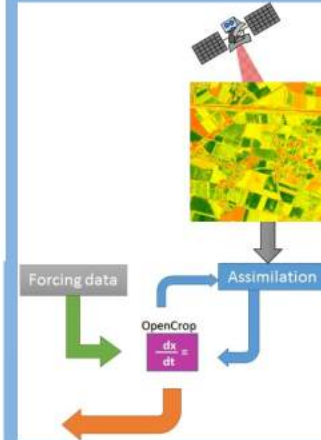 Forcing data
Assimilation
OpenCrop
dx
dt =